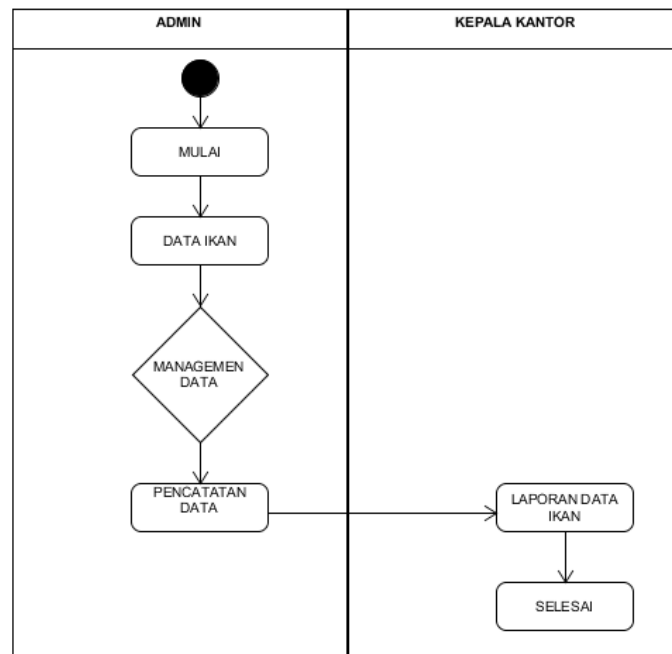 ADMIN
KEPALA KANTOR
MULAI
DATA IKAN
MANAGEMEN
DATA
PENCATATAN
DATA
LAPORAN DATA
IKAN
SELESAI